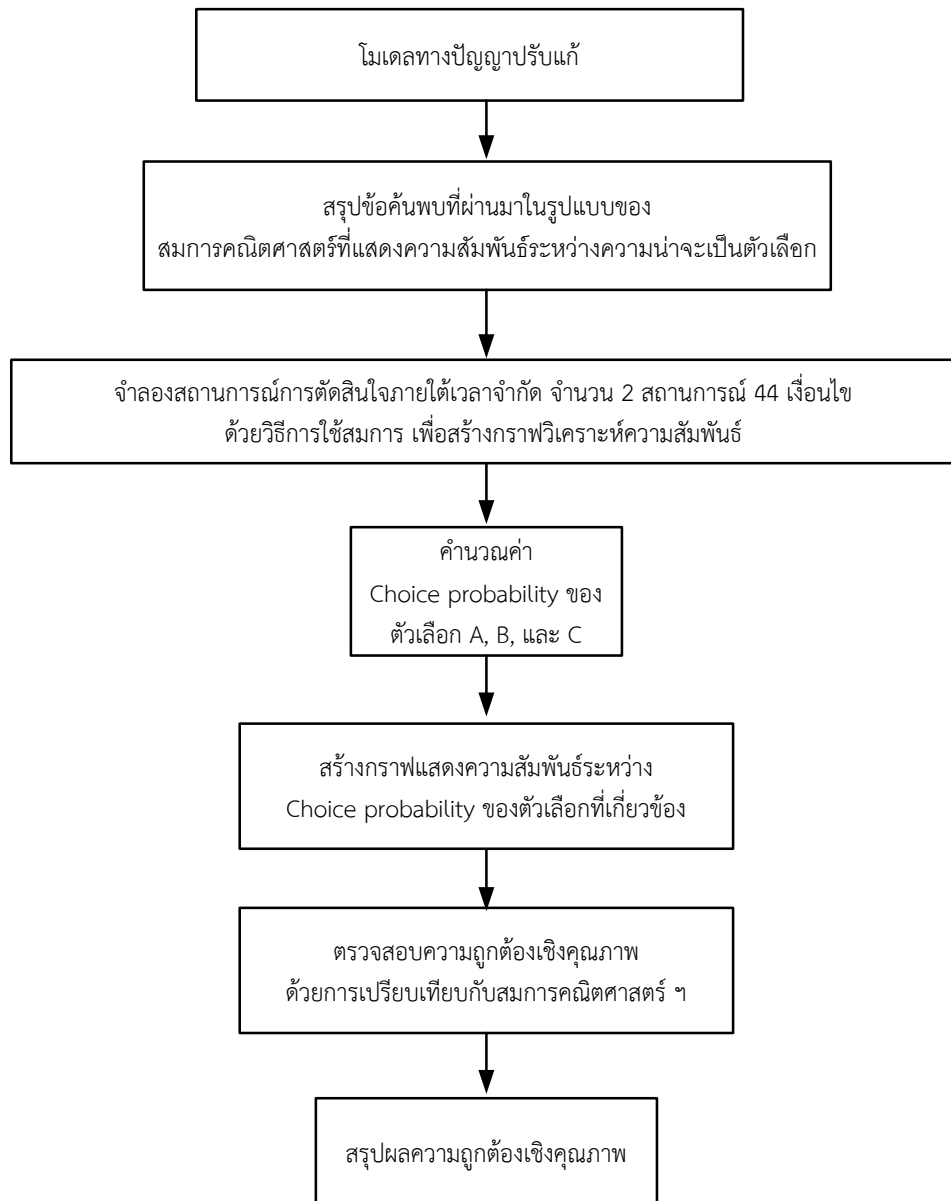 โมเดลทางปัญญาปรับแก้
สรุปข้อค้นพบที่ผ่านมาในรูปแบบของ
สมการคณิตศาสตร์ที่แสดงความสัมพันธ์ระหว่างความน่าจะเป็นตัวเลือก
จำลองสถานการณ์การตัดสินใจภายใต้เวลาจำกัด จำนวน 2 สถานการณ์ 44 เงื่อนไข
ด้วยวิธีการใช้สมการ เพื่อสร้างกราฟวิเคราะห์ความสัมพันธ์
คำนวณค่า
Choice probability ของ
ตัวเลือก A, B, และ C
สร้างกราฟแสดงความสัมพันธ์ระหว่าง
Choice probability ของตัวเลือกที่เกี่ยวข้อง
ตรวจสอบความถูกต้องเชิงคุณภาพ
ด้วยการเปรียบเทียบกับสมการคณิตศาสตร์ ฯ
สรุปผลความถูกต้องเชิงคุณภาพ